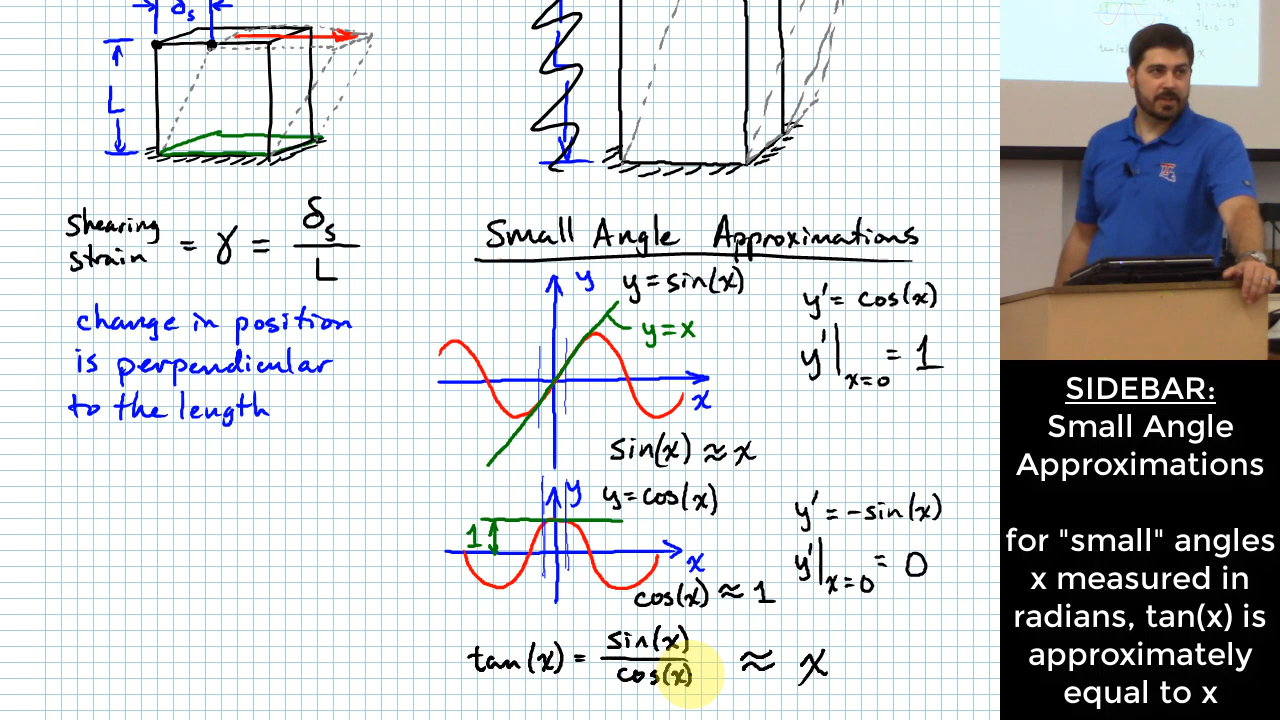 δs
L
shearing
strain = γ = δs / L
change in position
is perpendicular
to the length
Small Angle Approximations
y
y = sin(x)
y = x
x
y' = cos(x)
y'|x=0 = 1
sin(x) ≈ x
y
y = cos(x)
1
x
y' = -sin(x)
y'|x=0 = 0
cos(x) ≈ 1
tan(x) = sin(x) / cos(x) ≈ x
SIDEBAR:
Small Angle
Approximations
for "small" angles
x measured in
radians, tan(x) is
approximately
equal to x